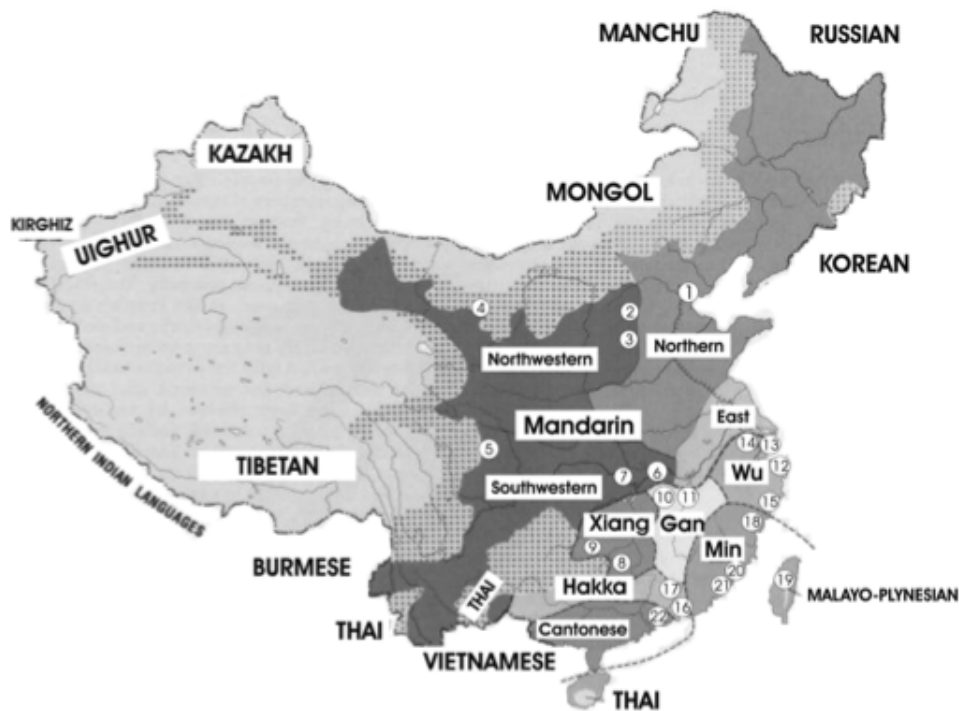 MANCHU
RUSSIAN
KAZAKH
MONGOL
KIRGHIZ
UIGHUR
KOREAN
1
4
2
3
Northwestern
Northern
Mandarin
East
NORTHERN INDIAN LANGUAGES
TIBETAN
5
14
13
Wu
12
Southwestern
7
6
10
11
15
Xiang
Gan
18
9
Min
BURMESE
8
20
Hakka
17
21
19
MALAYO-PLYNESIAN
THAI
16
22
THAI
Cantonese
VIETNAMESE
THAI